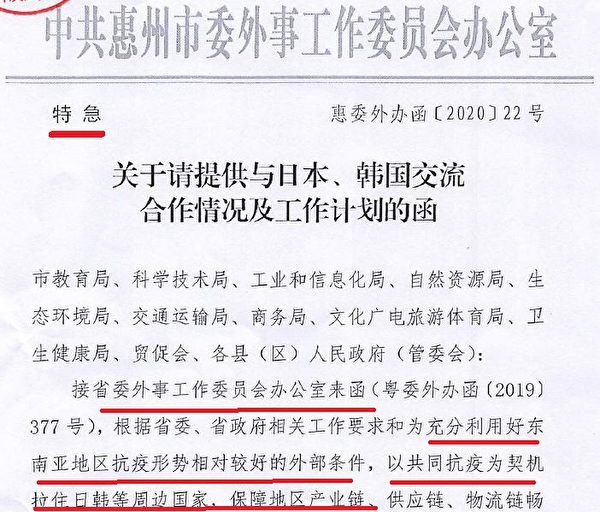 中共惠州市委外事工作委员会办公室
特急
惠委外办函〔2020〕22号
关于请提供与日本、韩国交流
合作情况及工作计划的函
市教育局、科学技术局、工业和信息化局、自然资源局、生
态环境局、交通运输局、商务局、文化广电旅游体育局、卫
生健康局、贸促会、各县（区）人民政府（管委会）：
按省委外事工作委员会办公室来函（粤委外办函〔2019〕
377号），根据省委、省政府相关工作要求和为充分利用好东
南亚地区抗疫形势相对较好的外部条件，以共同抗疫为契机
拉住日韩等周边国家，保障地区产业链、供应链、物流链畅